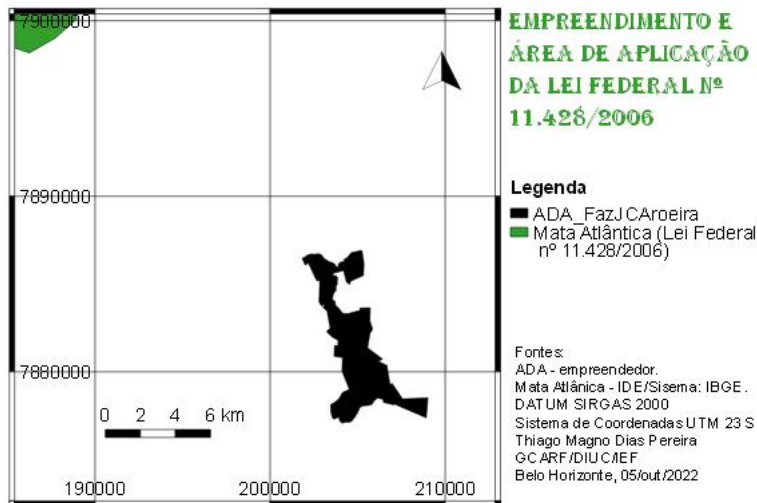 7900000
7890000
7880000
0 2 4 6 km
190000 200000 210000
EMPREENDIMENTO E
ÁREA DE APLICAÇÃO
DA LEI FEDERAL Nº
11.428/2006
Legenda
ADA_FazJCAroeira
Mata Atlântica (Lei Federal
nº 11.428/2006)
Fontes:
ADA - empreendedor.
Mata Atlânica - IDE/Sisema: IBGE.
DATUM SIRGAS 2000
Sistema de Coordenadas UTM 23 S
Thiago Magno Dias Pereira
GCARF/DIUC/IEF
Belo Horizonte, 05/out/2022